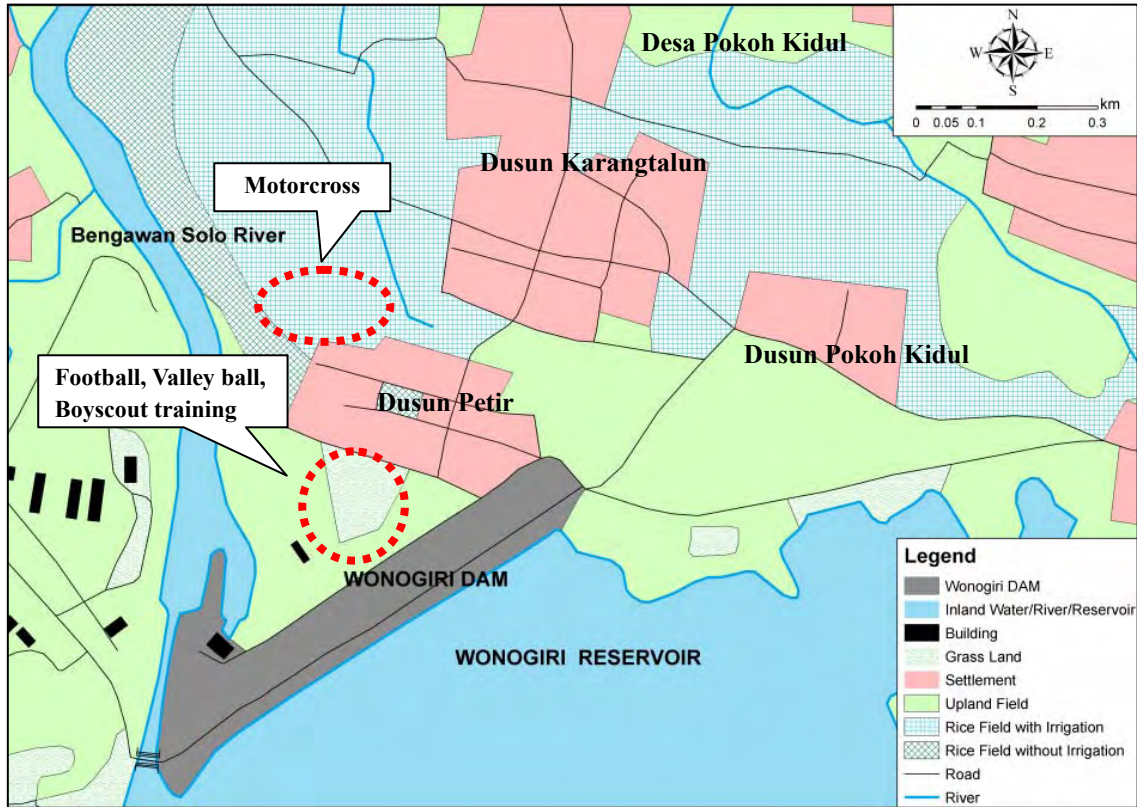 Desa Pokoh Kidul
N
W E
S
km
0 0.05 0.1 0.2 0.3
Dusun Karangtalun
Motorcross
Bengawan Solo River
Dusun Pokoh Kidul
Football, Valley ball,
Boyscout training
Dusun Petir
WONOGIRI DAM
WONOGIRI RESERVOIR
Legend
Wonogiri DAM
Inland Water/River/Reservoir
Building
Grass Land
Settlement
Upland Field
Rice Field with Irrigation
Rice Field without Irrigation
Road
River